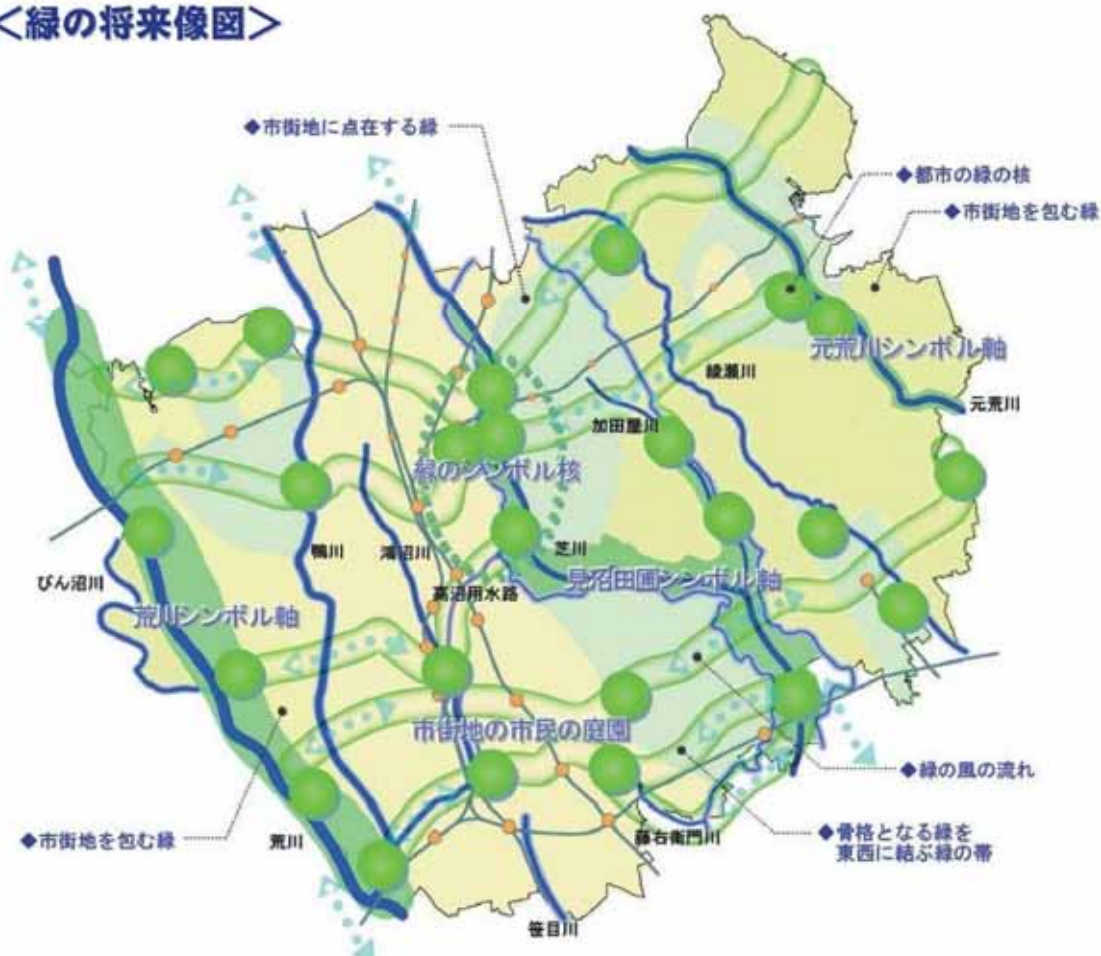 <緑の将来像図>
◆市街地に点在する緑
◆都市の緑の核
◆市街地を包む緑
元荒川シンボル軸
綾瀬川
元荒川
加田屋川
緑のシンボル核
鴨川
鴻沼川
芝川
びん沼川
見沼田圃シンボル軸
高沼用水路
荒川シンボル軸
市街地の市民の庭園
◆緑の風の流れ
◆市街地を包む緑
荒川
藤右衛門川
◆骨格となる緑を
東西に結ぶ緑の帯
笹目川